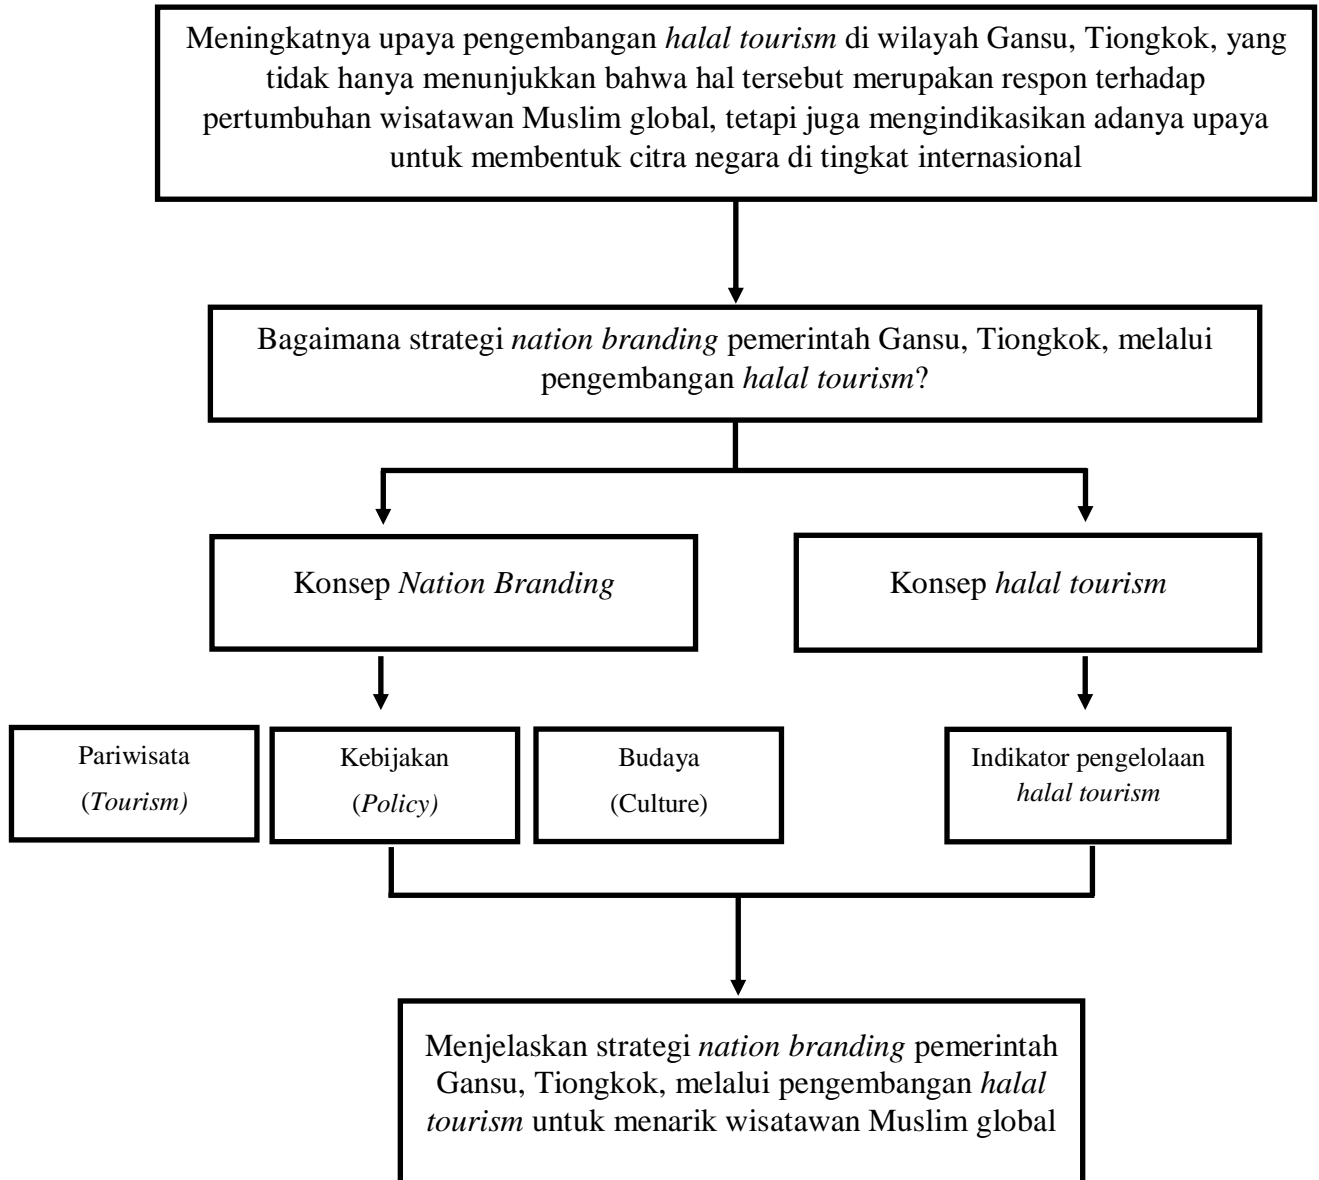 Meningkatnya upaya pengembangan halal tourism di wilayah Gansu, Tiongkok, yang
tidak hanya menunjukkan bahwa hal tersebut merupakan respon terhadap
pertumbuhan wisatawan Muslim global, tetapi juga mengindikasikan adanya upaya
untuk membentuk citra negara di tingkat internasional
Bagaimana strategi nation branding pemerintah Gansu, Tiongkok, melalui
pengembangan halal tourism?
Konsep Nation Branding
Konsep halal tourism
Pariwisata
(Tourism)
Kebijakan
(Policy)
Budaya
(Culture)
Indikator pengelolaan
halal tourism
Menjelaskan strategi nation branding pemerintah
Gansu, Tiongkok, melalui pengembangan halal
tourism untuk menarik wisatawan Muslim global